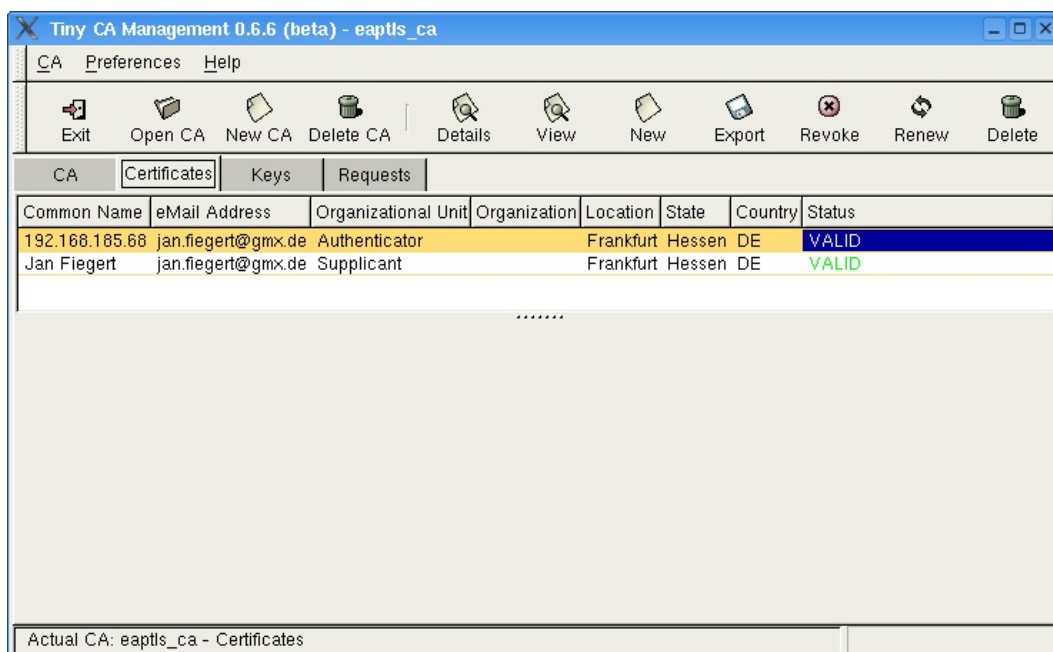 Tiny CA Management 0.6.6 (beta) - eaptls_ca
CA Preferences Help
Exit Open CA New CA Delete CA Details View New Export Revoke Renew Delete
CA Certificates Keys Requests
Common Name eMail Address Organizational Unit Organization Location State Country Status
192.168.185.68 jan.fiegert@gmx.de Authenticator Frankfurt Hessen DE VALID
Jan Fiegert jan.fiegert@gmx.de Supplicant Frankfurt Hessen DE VALID
Actual CA: eaptls_ca - Certificates